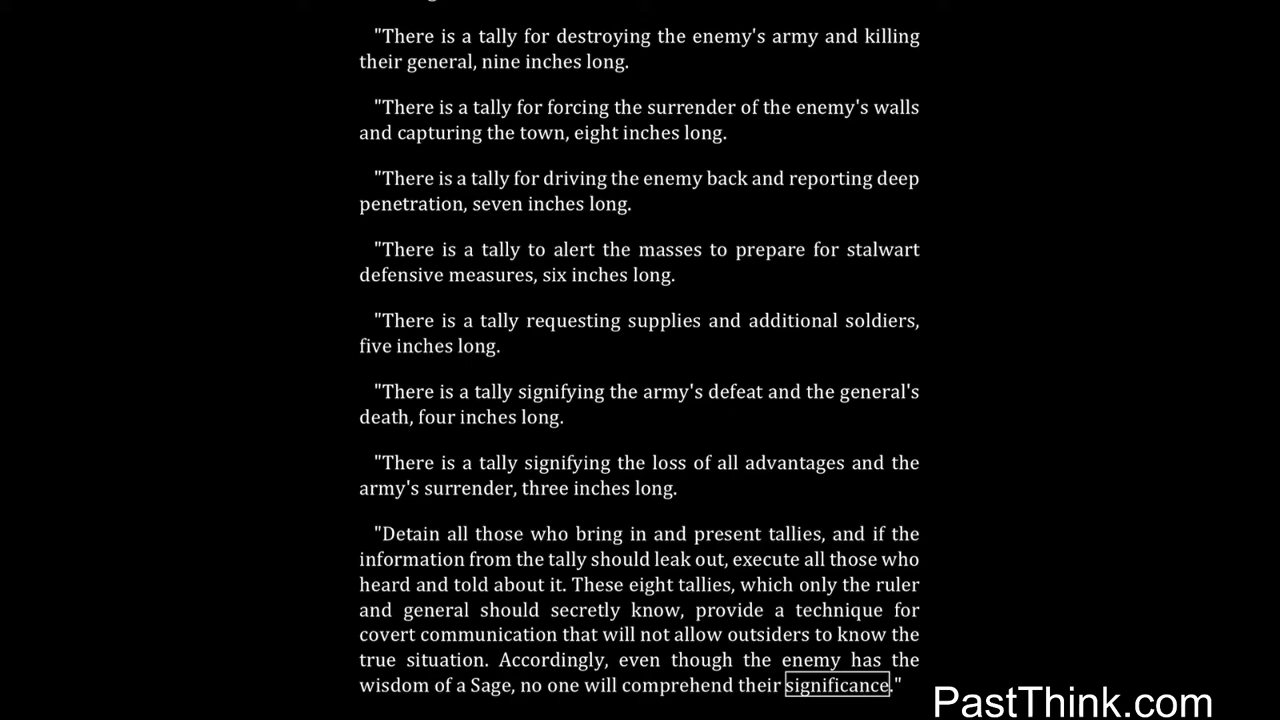 "There is a tally for destroying the enemy's army and killing
their general, nine inches long.
"There is a tally for forcing the surrender of the enemy's walls
and capturing the town, eight inches long.
"There is a tally for driving the enemy back and reporting deep
penetration, seven inches long.
"There is a tally to alert the masses to prepare for stalwart
defensive measures, six inches long.
"There is a tally requesting supplies and additional soldiers,
five inches long.
"There is a tally signifying the army's defeat and the general's
death, four inches long.
"There is a tally signifying the loss of all advantages and the
army's surrender, three inches long.
"Detain all those who bring in and present tallies, and if the
information from the tally should leak out, execute all those who
heard and told about it. These eight tallies, which only the ruler
and general should secretly know, provide a technique for
covert communication that will not allow outsiders to know the
true situation. Accordingly, even though the enemy has the
wisdom of a Sage, no one will comprehend their significance."
PastThink.com